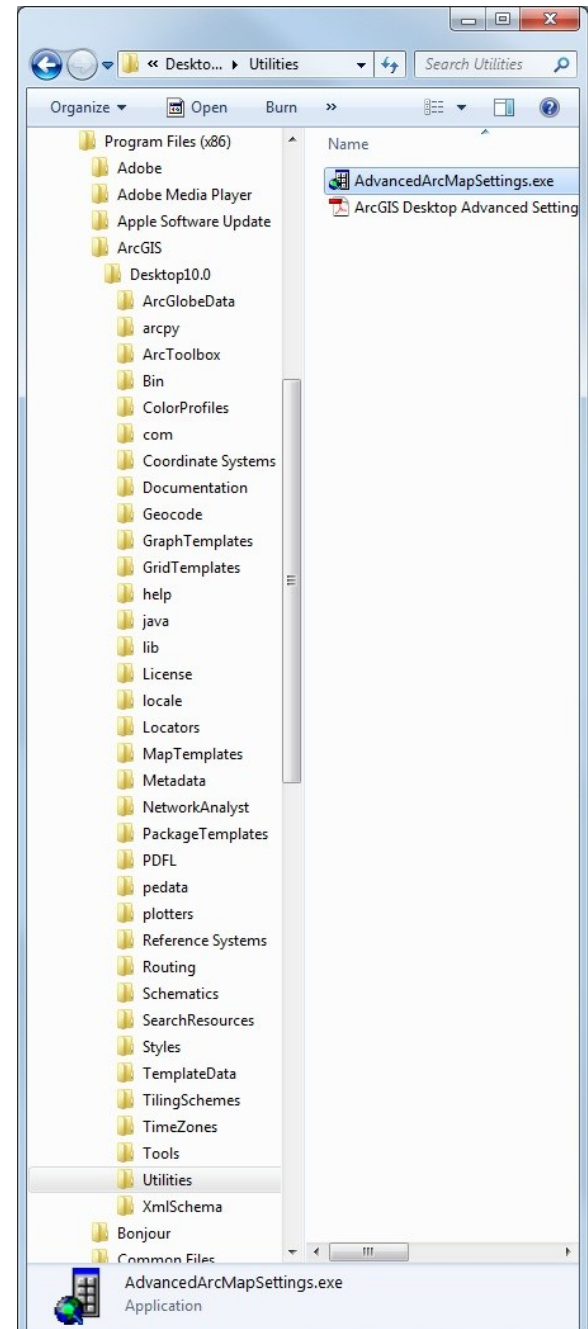 « Deskto... ▸ Utilities
Search Utilities
Organize Open Burn »
Program Files (x86)
Adobe
Adobe Media Player
Apple Software Update
ArcGIS
Desktop10.0
ArcGlobeData
arcpy
ArcToolbox
Bin
ColorProfiles
com
Coordinate Systems
Documentation
Geocode
GraphTemplates
GridTemplates
help
java
lib
License
locale
Locators
MapTemplates
Metadata
NetworkAnalyst
PackageTemplates
PDFL
pedata
plotters
Reference Systems
Routing
Schematics
SearchResources
Styles
TemplateData
TilingSchemes
TimeZones
Tools
Utilities
XmlSchema
Bonjour
Common Files
Name
AdvancedArcMapSettings.exe
ArcGIS Desktop Advanced Setting
AdvancedArcMapSettings.exe
Application